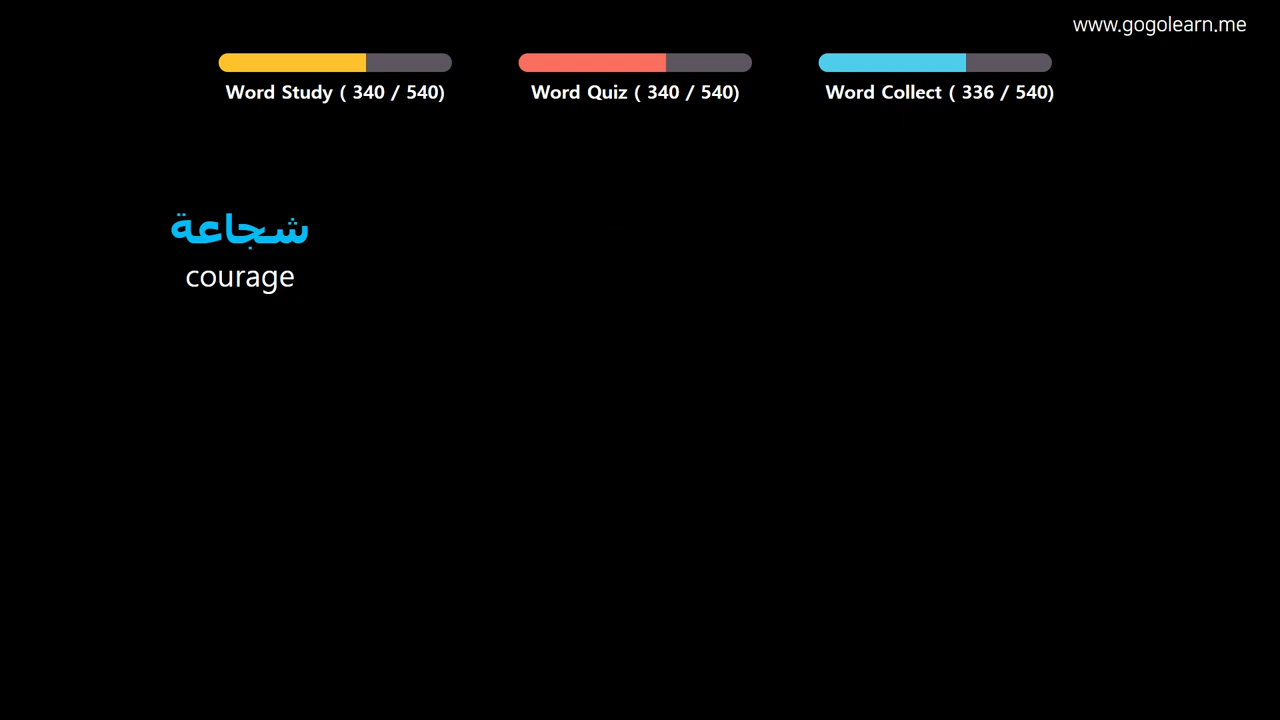 www.gogolearn.me
Word Study ( 340 / 540)
Word Quiz ( 340 / 540)
Word Collect ( 336 / 540)
شجاعة
courage